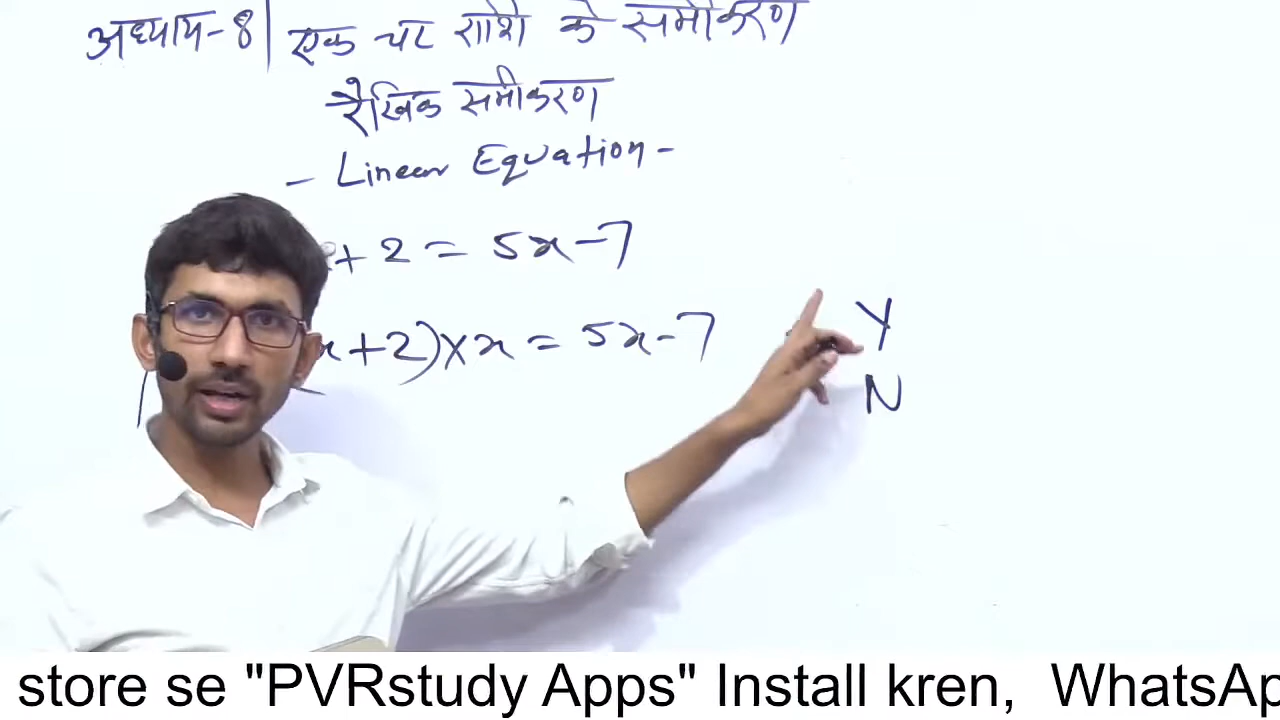 अध्याय-8| एक चर राशि के समीकरण
रैखिक समीकरण
- Linear Equation -
x+2 = 5x-7
x+2)xx = 5x-7
Y
N
store se "PVRstudy Apps" Install kren, WhatsAp